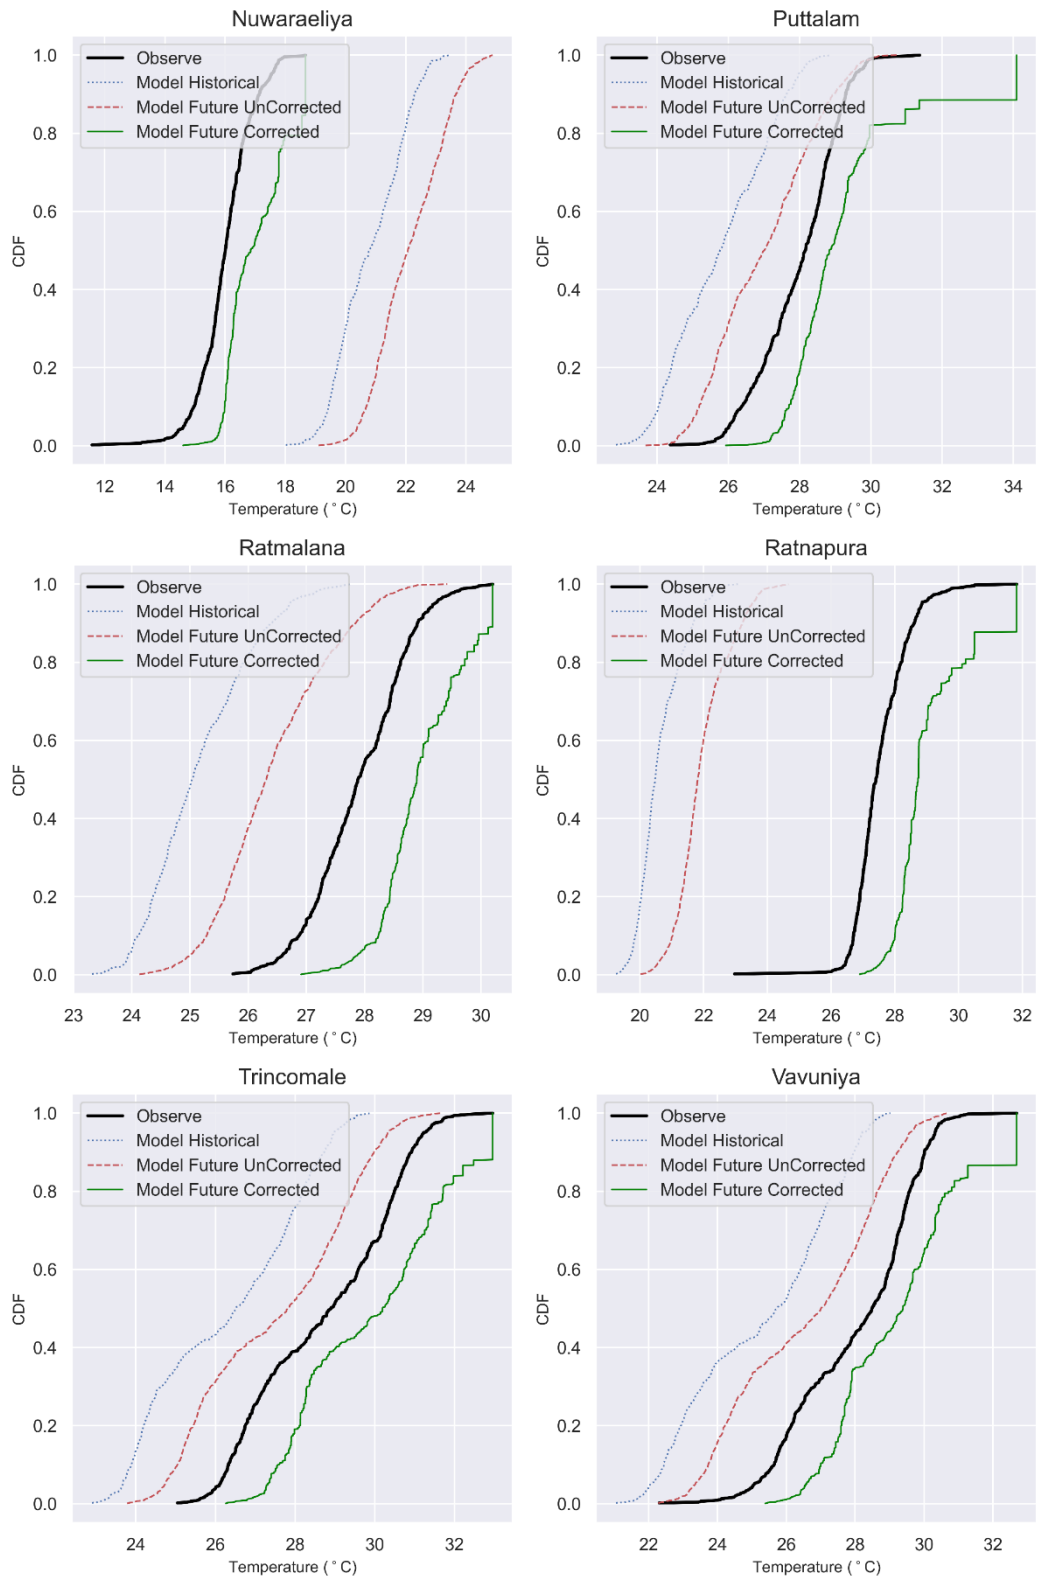 Nuwaraeliya
Observe
Model Historical
Model Future UnCorrected
Model Future Corrected
CDF
1.0
0.8
0.6
0.4
0.2
0.0
12 14 16 18 20 22 24
Temperature (°C)
Puttalam
Observe
Model Historical
Model Future UnCorrected
Model Future Corrected
CDF
1.0
0.8
0.6
0.4
0.2
0.0
24 26 28 30 32 34
Temperature (°C)
Ratmalana
Observe
Model Historical
Model Future UnCorrected
Model Future Corrected
CDF
1.0
0.8
0.6
0.4
0.2
0.0
23 24 25 26 27 28 29 30
Temperature (°C)
Ratnapura
Observe
Model Historical
Model Future UnCorrected
Model Future Corrected
CDF
1.0
0.8
0.6
0.4
0.2
0.0
20 22 24 26 28 30 32
Temperature (°C)
Trincomale
Observe
Model Historical
Model Future UnCorrected
Model Future Corrected
CDF
1.0
0.8
0.6
0.4
0.2
0.0
24 26 28 30 32
Temperature (°C)
Vavuniya
Observe
Model Historical
Model Future UnCorrected
Model Future Corrected
CDF
1.0
0.8
0.6
0.4
0.2
0.0
22 24 26 28 30 32
Temperature (°C)